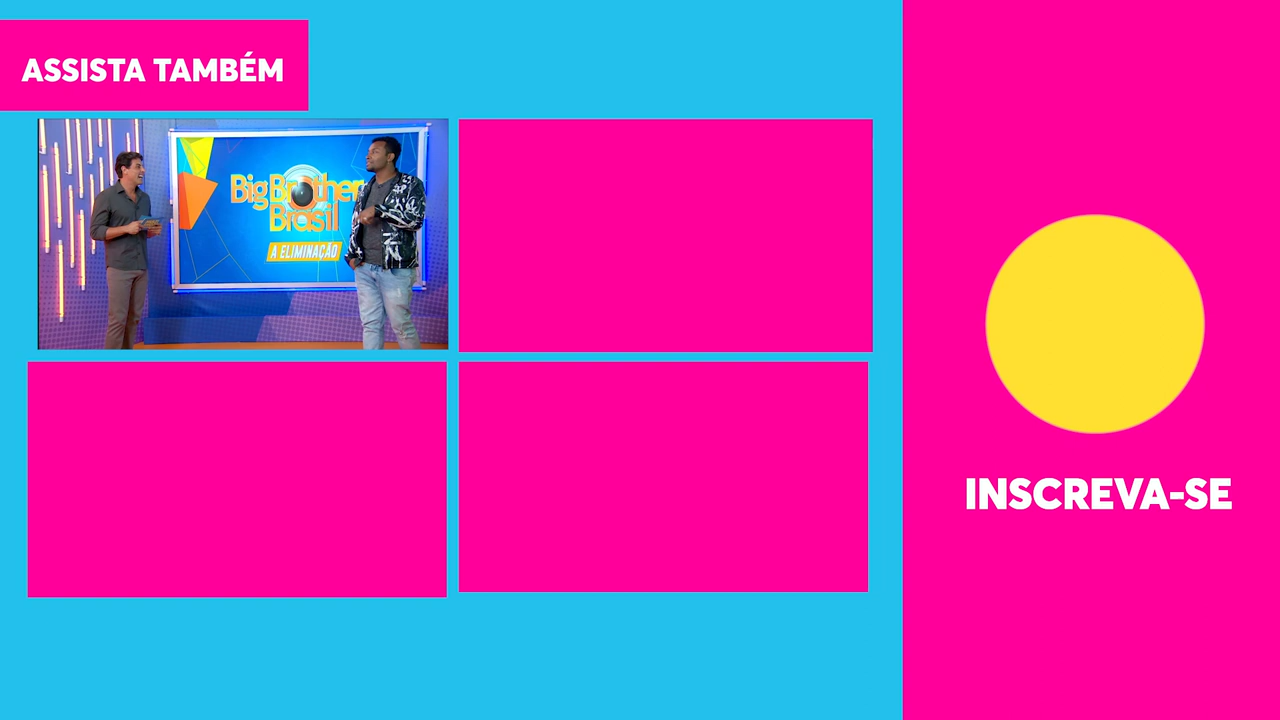 ASSISTA TAMBÉM
Big Brother
Brasil
A ELIMINAÇÃO
INSCREVA-SE